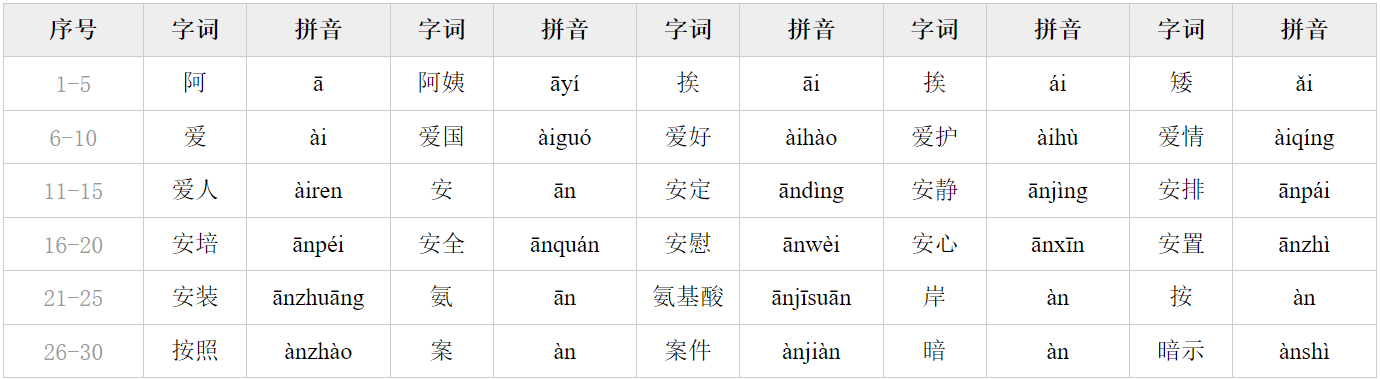 序号 字词 拼音 字词 拼音 字词 拼音 字词 拼音 字词 拼音
1-5 阿 ā 阿姨 āyí 挨 āi 挨 ái 矮 ǎi
6-10 爱 ài 爱国 àiguó 爱好 àihào 爱护 àihù 爱情 àiqíng
11-15 爱人 àiren 安 ān 安定 āndìng 安静 ānjìng 安排 ānpái
16-20 安培 ānpéi 安全 ānquán 安慰 ānwèi 安心 ānxīn 安置 ānzhì
21-25 安装 ānzhuāng 氨 ān 氨基酸 ānjīsuān 岸 àn 按 àn
26-30 按照 ànzhào 案 àn 案件 ànjiàn 暗 àn 暗示 ànshì